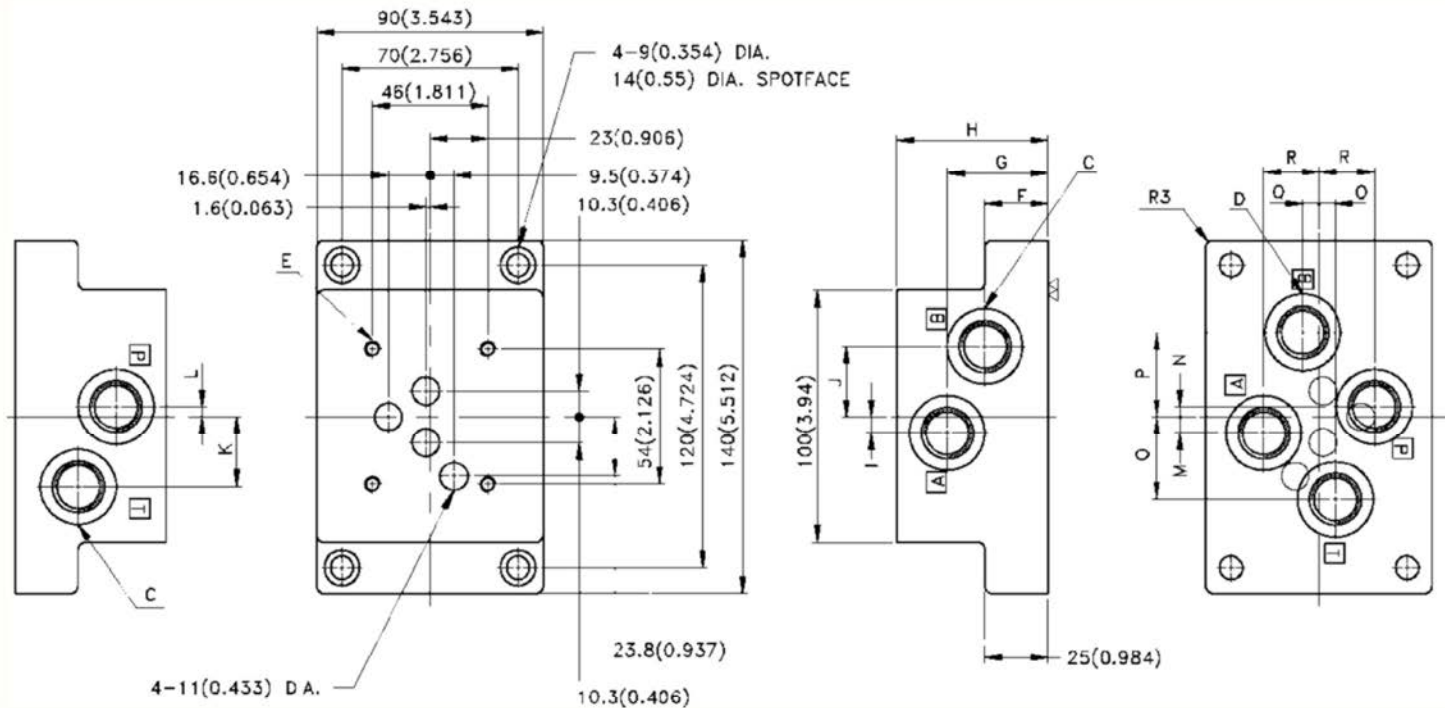 90(3.543)
70(2.756)
46(1.811)
4-9(0.354) DIA.
14(0.55) DIA. SPOTFACE
23(0.906)
16.6(0.654)
9.5(0.374)
1.6(0.063)
10.3(0.406)
E
54(2.126)
120(4.724)
140(5.512)
23.8(0.937)
10.3(0.406)
4-11(0.433) D A.
P
T
L
K
C
H
G
F
C
B
A
J
I
100(3.94)
25(0.984)
R
R
Q
O
R3
D
B
A
P
T
P
N
O
M